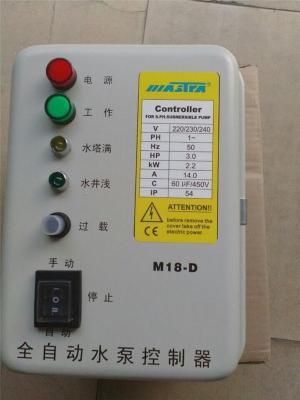 MASTRA
电源
工作
水塔满
水井浅
过载
手动
停止
自动
Controller
FOR S.PH.SUBMERSIBLE PUMP
V 220/230/240
PH 1~
Hz 50
HP 3.0
kW 2.2
A 14.0
C 60 UF/450V
IP 54
ATTENTION!!!
before removing the
cover take off the
electric power.
M18-D
全自动水泵控制器